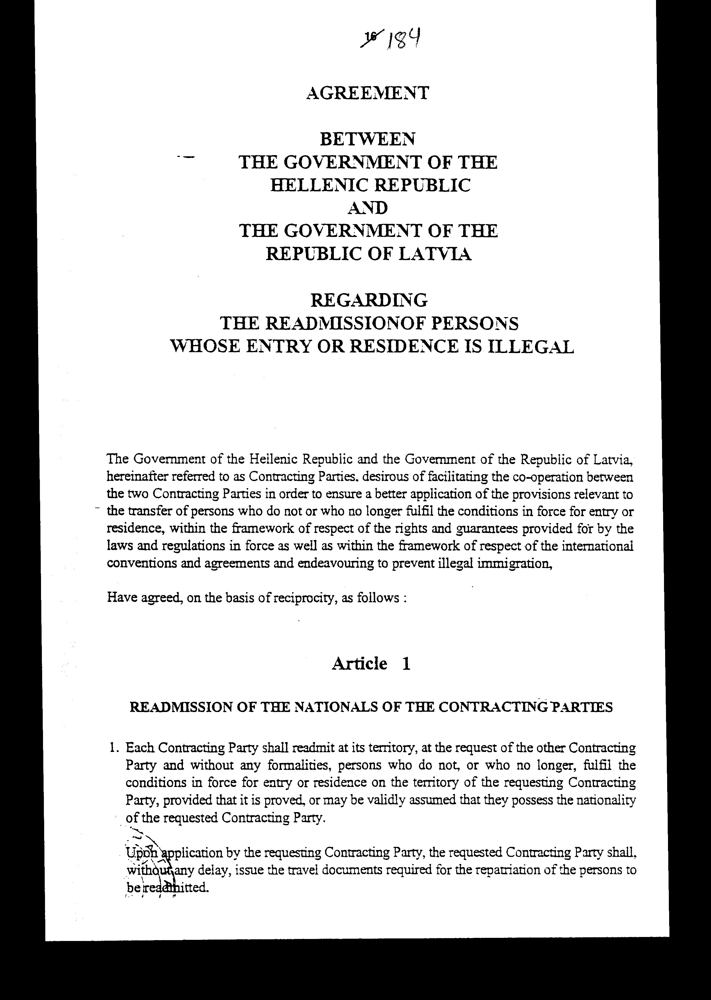 16 184
AGREEMENT
BETWEEN
THE GOVERNMENT OF THE
HELLENIC REPUBLIC
AND
THE GOVERNMENT OF THE
REPUBLIC OF LATVIA
REGARDING
THE READMISSIONOF PERSONS
WHOSE ENTRY OR RESIDENCE IS ILLEGAL
The Government of the Hellenic Republic and the Government of the Republic of Latvia,
hereinafter referred to as Contracting Parties, desirous of facilitating the co-operation between
the two Contracting Parties in order to ensure a better application of the provisions relevant to
the transfer of persons who do not or who no longer fulfil the conditions in force for entry or
residence, within the framework of respect of the rights and guarantees provided for by the
laws and regulations in force as well as within the framework of respect of the international
conventions and agreements and endeavouring to prevent illegal immigration,
Have agreed, on the basis of reciprocity, as follows :
Article 1
READMISSION OF THE NATIONALS OF THE CONTRACTING PARTIES
1. Each Contracting Party shall readmit at its territory, at the request of the other Contracting
Party and without any formalities, persons who do not, or who no longer, fulfil the
conditions in force for entry or residence on the territory of the requesting Contracting
Party, provided that it is proved, or may be validly assumed that they possess the nationality
of the requested Contracting Party.
Upon application by the requesting Contracting Party, the requested Contracting Party shall,
without any delay, issue the travel documents required for the repatriation of the persons to
be readmitted.